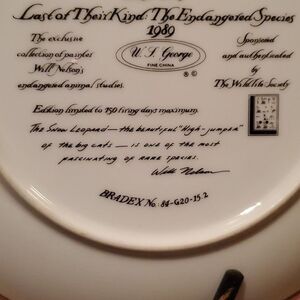 Last of Their Kind: The Endangered Species
1989
The exclusive
collection of painter
Will Nelson's
endangered animal studies.
W.S. George
FINE CHINA
®©
Sponsored
and authenticated
by
The Wildlife Society
Edition limited to 150 firing days maximum.
The Snow Leopard — the beautiful "high-jumper"
of the big cats — is one of the most
fascinating of rare species.
Will Nelson
BRADEX No. 84-G20-15.2